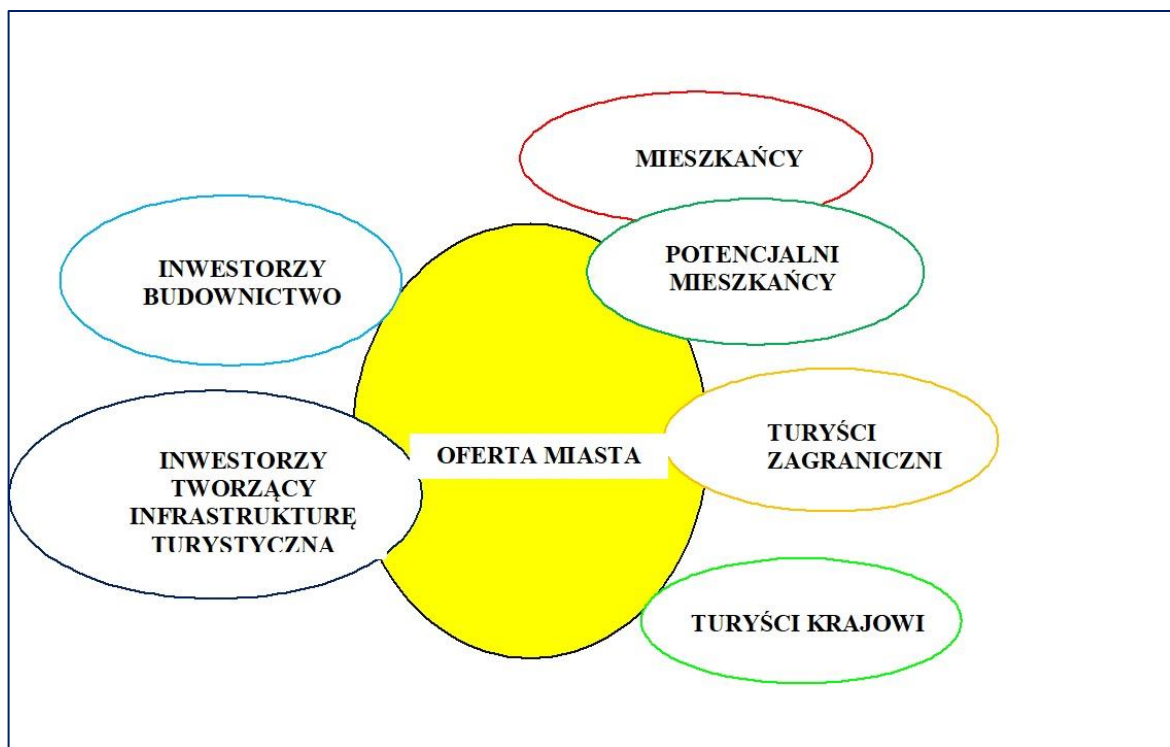 MIESZKAŃCY
POTENCJALNI
MIESZKAŃCY
INWESTORZY
BUDOWNICTWO
OFERTA MIASTA
TURYŚCI
ZAGRANICZNI
INWESTORZY
TWORZĄCY
INFRASTRUKTURĘ
TURYSTYCZNA
TURYŚCI KRAJOWI